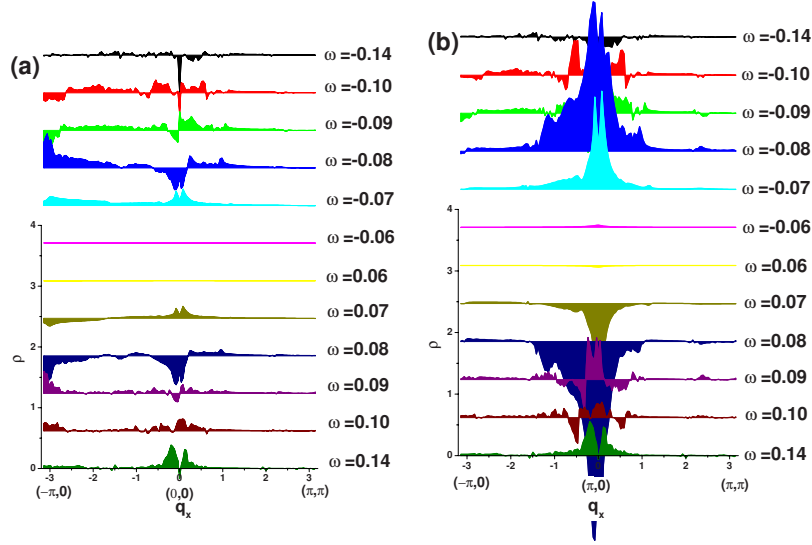 (a)
ω =-0.14
ω =-0.10
ω =-0.09
ω =-0.08
ω =-0.07
ω =-0.06
ω =0.06
ω =0.07
ω =0.08
ω =0.09
ω =0.10
ω =0.14
4
3
2
1
0
ρ
-3 -2 -1 0 1 2 3
(-π,0) (0,0) (π,π)
qₓ
(b)
ω =-0.14
ω =-0.10
ω =-0.09
ω =-0.08
ω =-0.07
ω =-0.06
ω =0.06
ω =0.07
ω =0.08
ω =0.09
ω =0.10
ω =0.14
4
3
2
1
0
ρ
-3 -2 -1 0 1 2 3
(-π,0) (π,0) (π,π)
qₓ